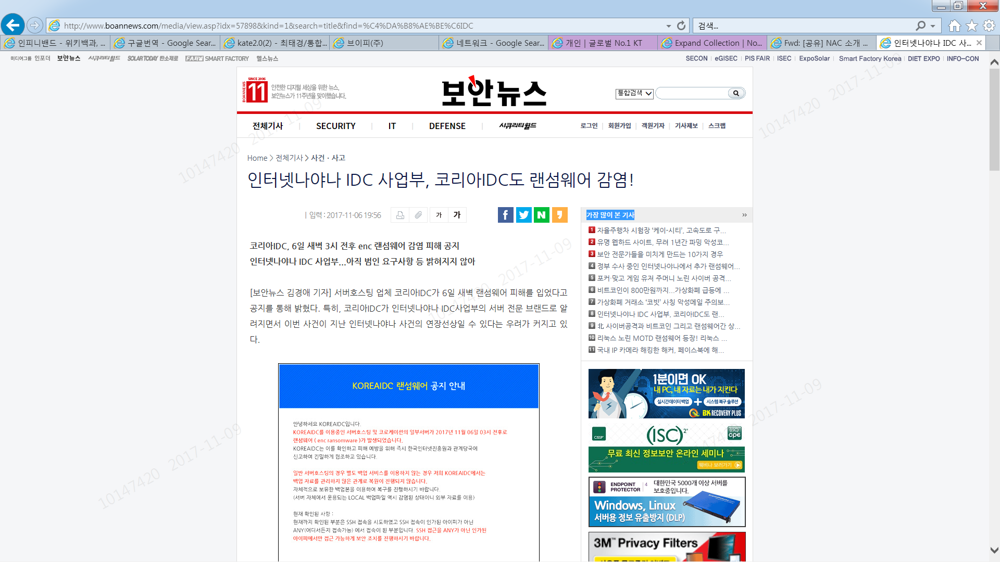 http://www.boannews.com/media/view.asp?idx=57898&kind=1&search=title&find=%C4%DA%B8%AE%BE%C6IDC
검색...
인피니밴드 - 위키백과, ...
구글번역 - Google Sear...
kate2.0(2) - 최태경/통합...
브이피(주)
네트워크 - Google Sear...
개인 | 글로벌 No.1 KT
Expand Collection | No...
Fwd: [공유] NAC 소개 ...
인터넷나야나 IDC 사...
미디어그룹 인포더 보안뉴스 시큐리티월드 SOLAR TODAY 탄소제로 FA저널 SMART FACTORY 헬스뉴스
SECON | eGISEC | PIS FAIR | ISEC | ExpoSolar | Smart Factory Korea | DIET EXPO | INFO-CON
SINCE 2006
BOANNEWS
11
안전한 디지털 세상을 위한 뉴스,
보안뉴스가 11주년을 맞이했습니다.
보안뉴스
통합검색
전체기사 | SECURITY | IT | DEFENSE | 시큐리티월드
로그인 | 회원가입 | 객원기자 | 기사제보 | 스크랩
Home > 전체기사 > 사건ㆍ사고
인터넷나야나 IDC 사업부, 코리아IDC도 랜섬웨어 감염!
| 입력 : 2017-11-06 19:56
가 가
코리아IDC, 6일 새벽 3시 전후 enc 랜섬웨어 감염 피해 공지
인터넷나야나 IDC 사업부...아직 범인 요구사항 등 밝혀지지 않아
[보안뉴스 김경애 기자] 서버호스팅 업체 코리아IDC가 6일 새벽 랜섬웨어 피해를 입었다고
공지를 통해 밝혔다. 특히, 코리아IDC가 인터넷나야나 IDC사업부의 서버 전문 브랜드로 알
려지면서 이번 사건이 지난 인터넷나야나 사건의 연장선상일 수 있다는 우려가 커지고 있
다.
KOREAIDC 랜섬웨어 공지 안내
안녕하세요 KOREAIDC입니다.
KOREAIDC를 이용중인 서버호스팅 및 코로케이션의 일부서버가 2017년 11월 06일 03시 전후로
랜섬웨어 ( enc ransomware )가 발생되었습니다.
KOREAIDC는 이를 확인하고 피해 예방을 위해 즉시 한국인터넷진흥원과 관계당국에
신고하여 긴밀하게 협조하고 있습니다.
일반 서버호스팅의 경우 별도 백업 서비스를 이용하지 않는 경우 저희 KOREAIDC에서는
백업 자료를 관리하지 않은 관계로 복원이 진행되지 않습니다.
자체적으로 보유한 백업본을 이용하여 복구를 진행하시기 바랍니다.
(서버 자체에서 운용되는 LOCAL 백업파일 역시 감염된 상태이니 외부 자료를 이용)
현재 확인된 사항 :
현재까지 확인된 부분은 SSH 접속을 시도하였고 SSH 접속이 인가된 아이피가 아닌
ANY(어디서든지 접속가능) 에서 접속이 된 부분입니다. SSH 접근을 ANY가 아닌 인가된
아이피에서만 접근 가능하게 보안 조치를 진행하시기 바랍니다.
가장 많이 본 기사 »
1 자율주행차 시험장 ‘케이-시티’, 고속도로 구...
2 유명 웹하드 사이트, 무려 1년간 파밍 악성코...
3 보안 전문가들을 미치게 만드는 10가지 경우
4 정부 수사 중인 인터넷나야나에서 추가 랜섬웨어...
5 포커·맞고 게임 유저 주머니 노린 사이버 공격...
6 비트코인이 800만원까지...가상화폐 급등에 ...
7 가상화폐 거래소 ‘코빗’ 사칭 악성메일 주의보...
8 인터넷나야나 IDC 사업부, 코리아IDC도 랜...
9 北 사이버공격과 비트코인 그리고 랜섬웨어간 상...
10 리눅스 노린 MOTD 랜섬웨어 등장! 리눅스 ...
11 국내 IP 카메라 해킹한 해커, 페이스북에 해...
1분이면 OK
내 PC, 내 자료는 내가 지킨다
실시간 데이터 백업 + 시스템 복구 솔루션
BK RECOVERY PLUS
CISSP
(ISC)2®
(ISC)2 cpe
무료 최신 정보보안 온라인 세미나
웨비나 보러가기
ENDPOINT PROTECTOR 4
대한민국 5000개 이상 서버를
보호중입니다.
Windows, Linux
서버용 정보 유출방지 (DLP)
3M™ Privacy Filters
10147420 2017-11-09
10147420 2017-11-09
10147420 2017-11-09
10147420 2017-11-09
2017-11-09